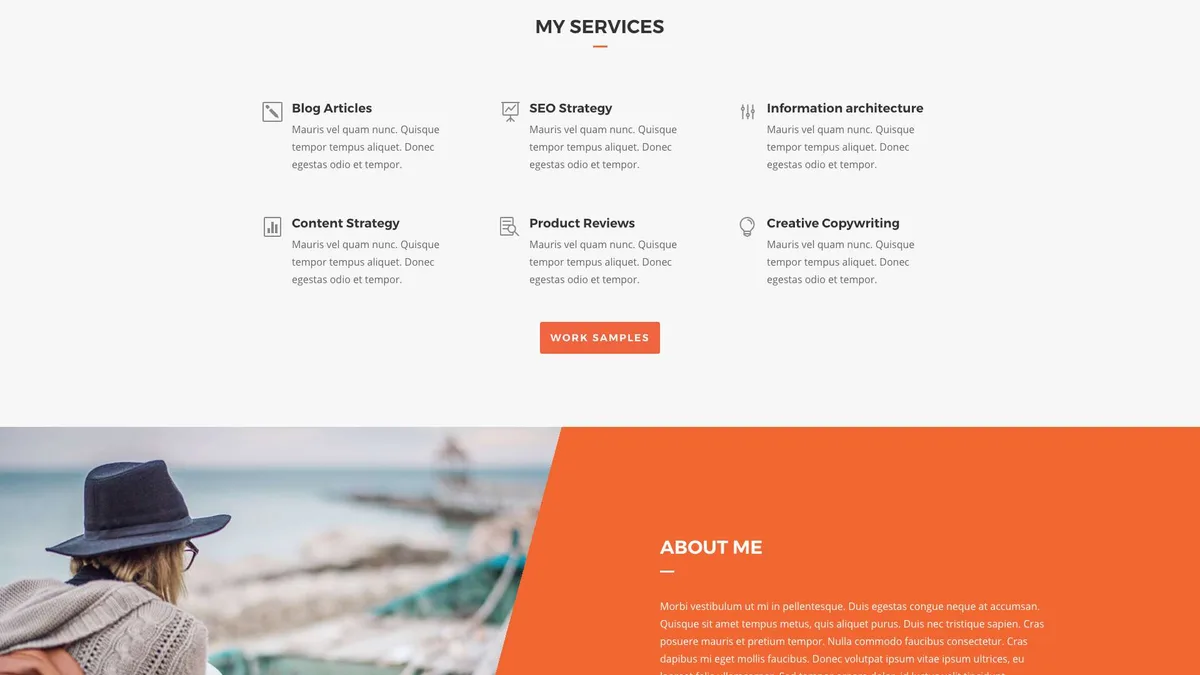 MY SERVICES
Blog Articles
Mauris vel quam nunc. Quisque
tempor tempus aliquet. Donec
egestas odio et tempor.
SEO Strategy
Mauris vel quam nunc. Quisque
tempor tempus aliquet. Donec
egestas odio et tempor.
Information architecture
Mauris vel quam nunc. Quisque
tempor tempus aliquet. Donec
egestas odio et tempor.
Content Strategy
Mauris vel quam nunc. Quisque
tempor tempus aliquet. Donec
egestas odio et tempor.
Product Reviews
Mauris vel quam nunc. Quisque
tempor tempus aliquet. Donec
egestas odio et tempor.
Creative Copywriting
Mauris vel quam nunc. Quisque
tempor tempus aliquet. Donec
egestas odio et tempor.
WORK SAMPLES
ABOUT ME
Morbi vestibulum ut mi in pellentesque. Duis egestas congue neque at accumsan.
Quisque sit amet tempus metus, quis aliquet purus. Duis nec tristique sapien. Cras
posuere mauris et pretium tempor. Nulla commodo faucibus consectetur. Cras
dapibus mi eget mollis faucibus. Donec volutpat ipsum vitae ipsum ultrices, eu